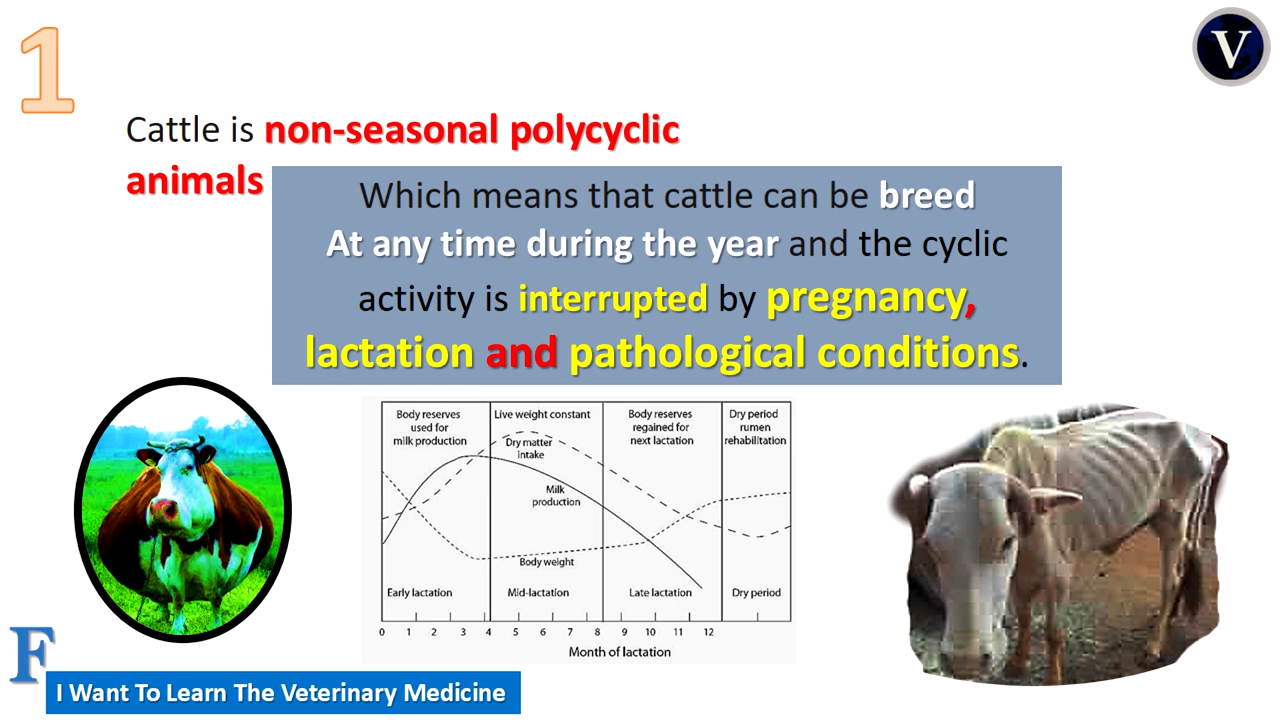 1
V
Cattle is non-seasonal polycyclic
animals
Which means that cattle can be breed
At any time during the year and the cyclic
activity is interrupted by pregnancy,
lactation and pathological conditions.
Body reserves
used for
milk production
Live weight constant
Body reserves
regained for
next lactation
Dry period
rumen
rehabilitation
Dry matter
intake
Milk
production
Body weight
Early lactation
Mid-lactation
Late lactation
Dry period
0 1 2 3 4 5 6 7 8 9 10 11 12
Month of lactation
F
I Want To Learn The Veterinary Medicine